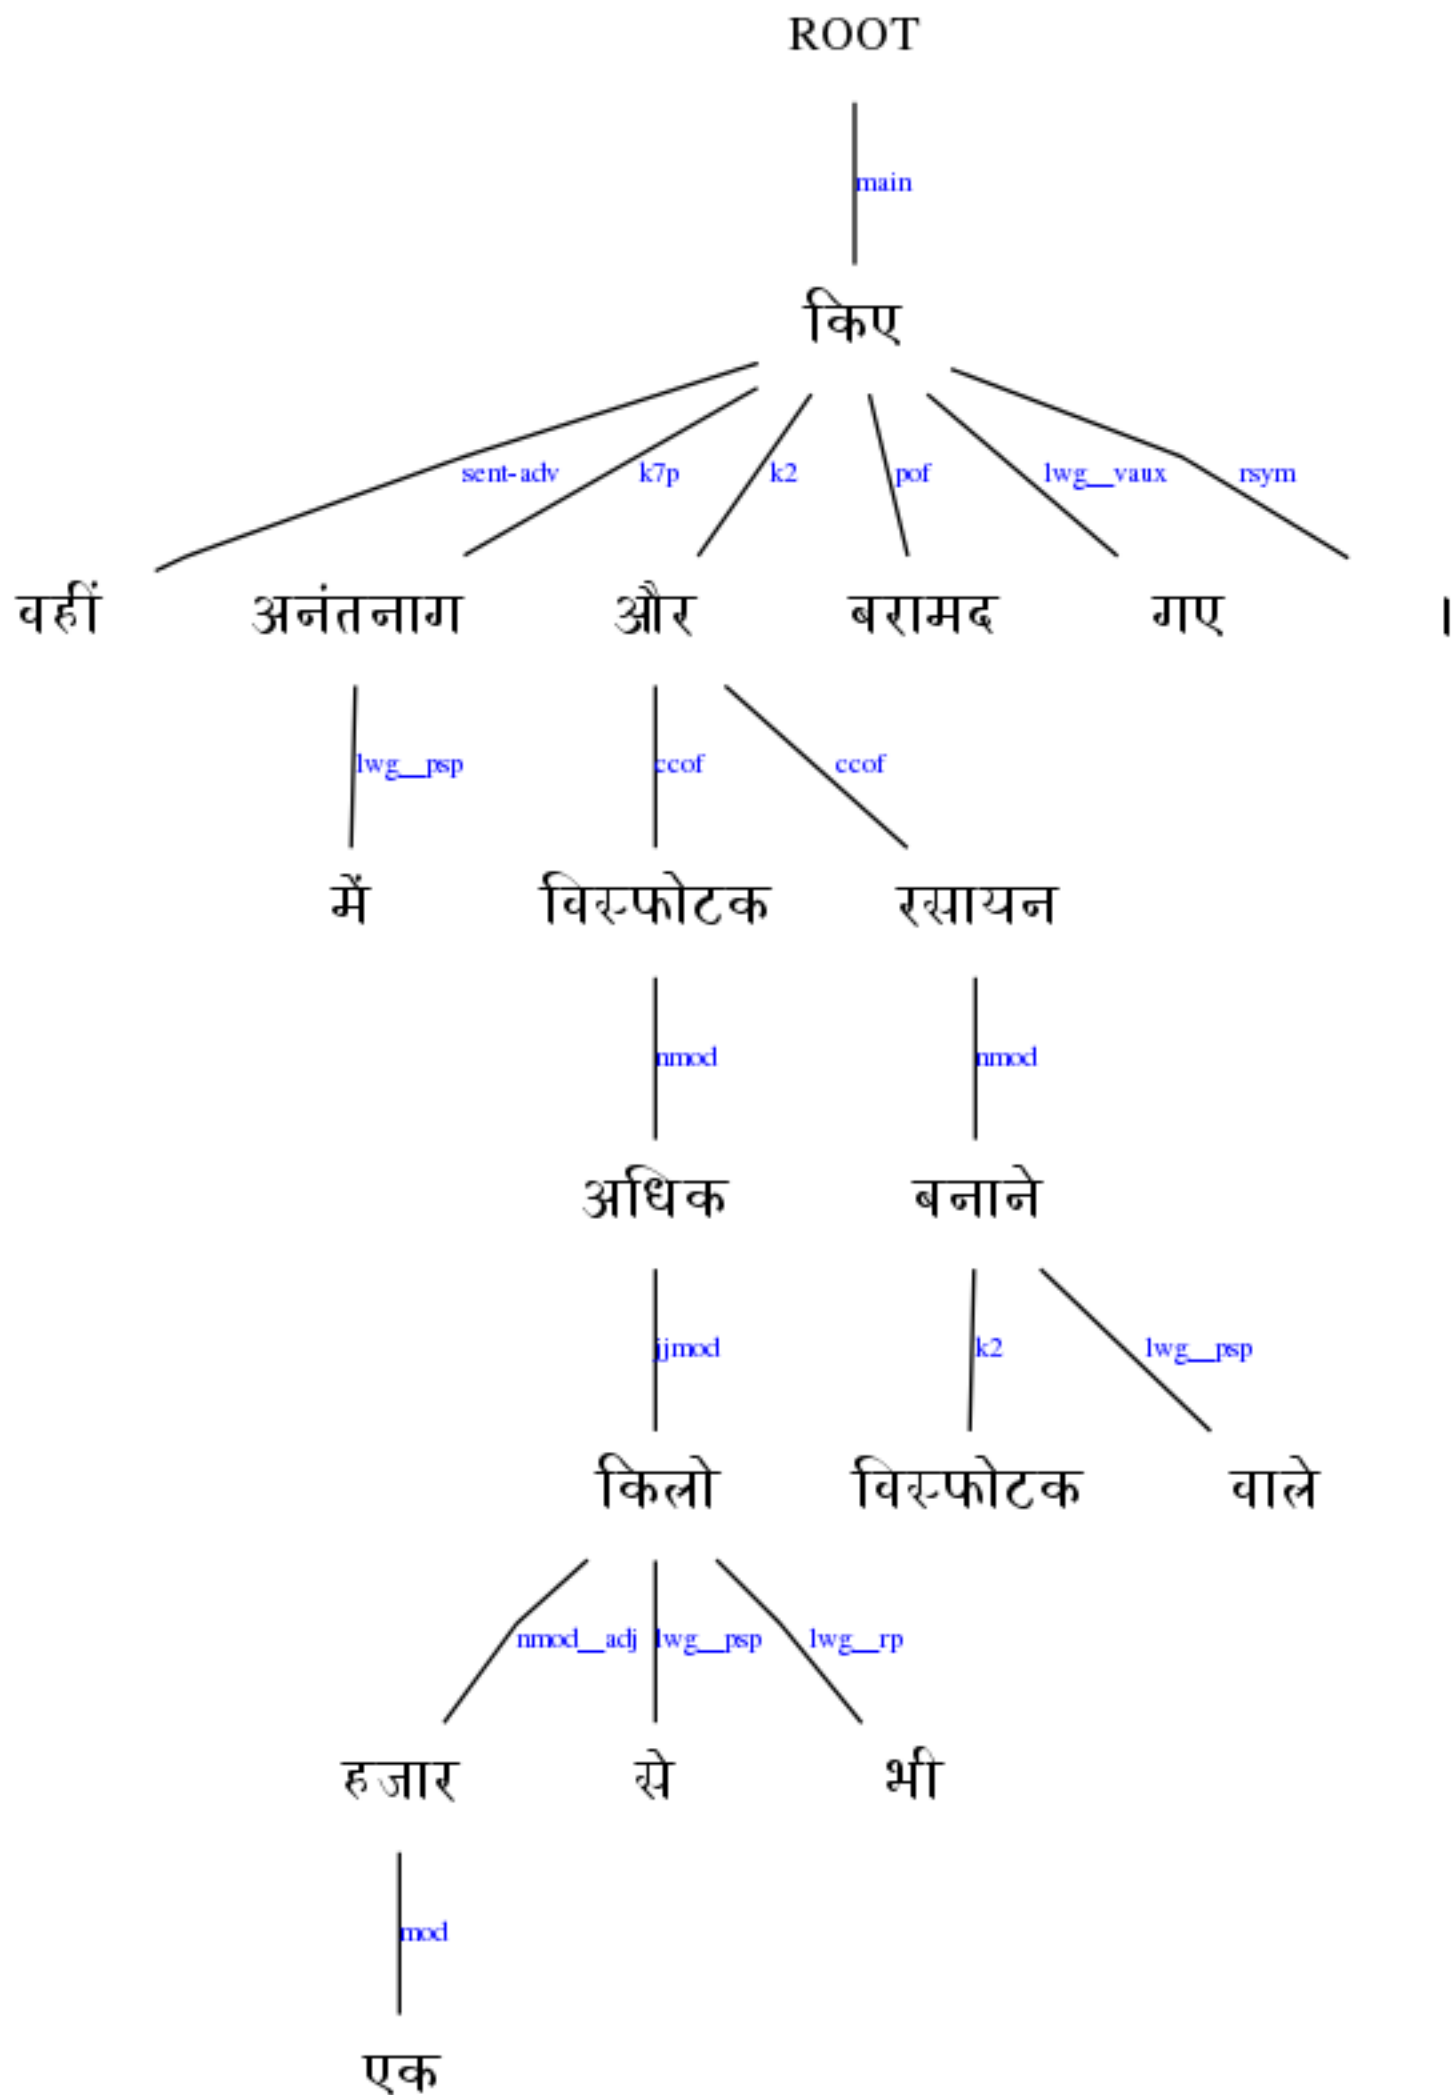 ROOT
main
किए
sent-adv k7p k2 pof lwg__vaux rsym
वहीं अनंतनाग और बरामद गए ।
lwg__psp ccof ccof
में विस्फोटक रसायन
nmod nmod
अधिक बनाने
jjmod k2 lwg__psp
किलो विस्फोटक वाले
nmod__adj lwg__psp lwg__rp
हजार से भी
mod
एक